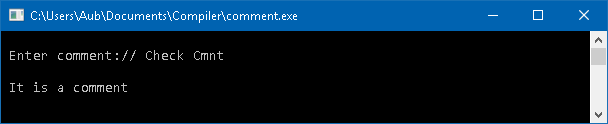 C:\Users\Aub\Documents\Compiler\comment.exe
Enter comment:// Check Cmnt
It is a comment